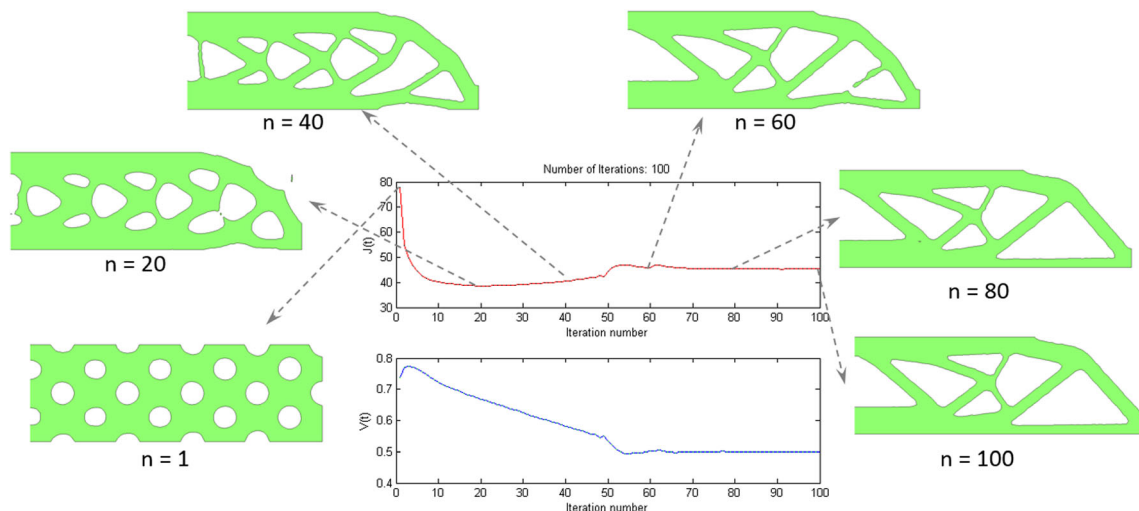 n = 40
n = 60
n = 20
Number of Iterations: 100
80
70
60
50
40
30
J(t)
0 10 20 30 40 50 60 70 80 90 100
Iteration number
n = 80
n = 1
0.8
0.7
0.6
0.5
0.4
V(t)
0 10 20 30 40 50 60 70 80 90 100
Iteration number
n = 100